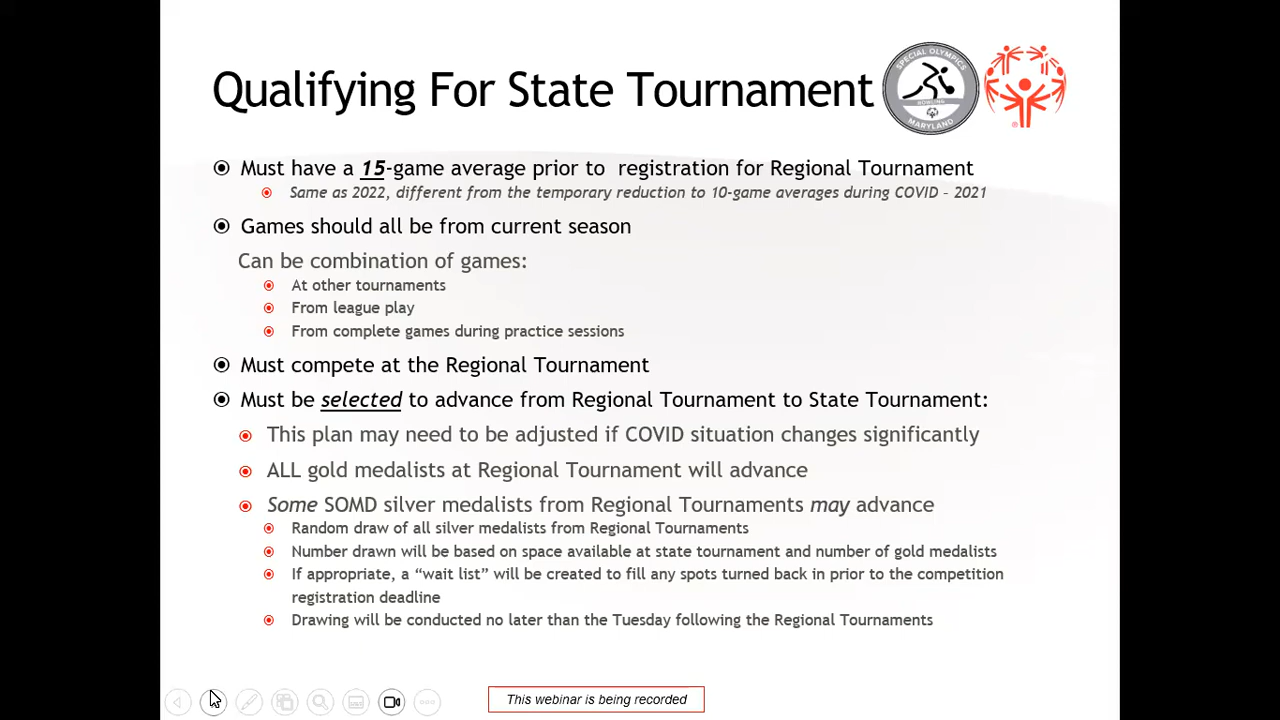 Qualifying For State Tournament
SPECIAL OLYMPICS
BOWLING
MARYLAND
Must have a 15-game average prior to registration for Regional Tournament
Same as 2022, different from the temporary reduction to 10-game averages during COVID – 2021
Games should all be from current season
Can be combination of games:
At other tournaments
From league play
From complete games during practice sessions
Must compete at the Regional Tournament
Must be selected to advance from Regional Tournament to State Tournament:
This plan may need to be adjusted if COVID situation changes significantly
ALL gold medalists at Regional Tournament will advance
Some SOMD silver medalists from Regional Tournaments may advance
Random draw of all silver medalists from Regional Tournaments
Number drawn will be based on space available at state tournament and number of gold medalists
If appropriate, a “wait list” will be created to fill any spots turned back in prior to the competition
registration deadline
Drawing will be conducted no later than the Tuesday following the Regional Tournaments
This webinar is being recorded